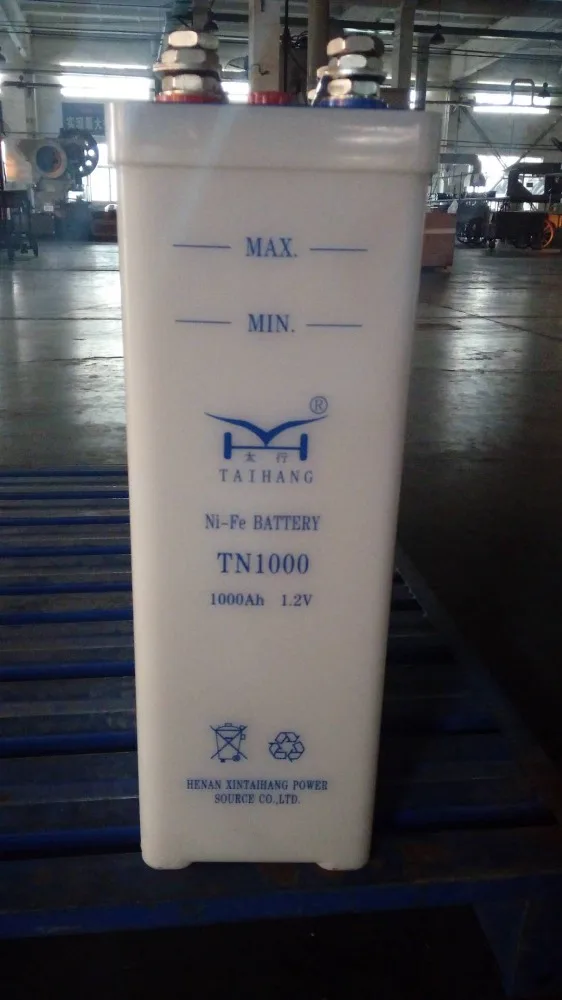 MAX.
MIN.
®
太 行
TAIHANG
Ni-Fe BATTERY
TN1000
1000Ah 1.2V
HENAN XINTAIHANG POWER
SOURCE CO.,LTD.